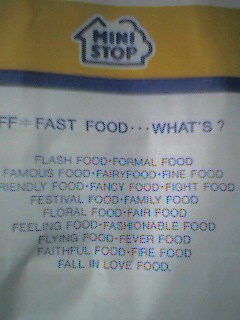 MINI
STOP
FF=FAST FOOD···WHAT'S?
FLASH FOOD·FORMAL FOOD
FAMOUS FOOD·FAIRYFOOD·FINE FOOD
RIENDLY FOOD·FANCY FOOD·FIGHT FOOD
FESTIVAL FOOD·FAMILY FOOD
FLORAL FOOD·FAIR FOOD
FEELING FOOD·FASHIONABLE FOOD
FLYING FOOD·FEVER FOOD
FAITHFUL FOOD·FIRE FOOD
FALL IN LOVE FOOD.